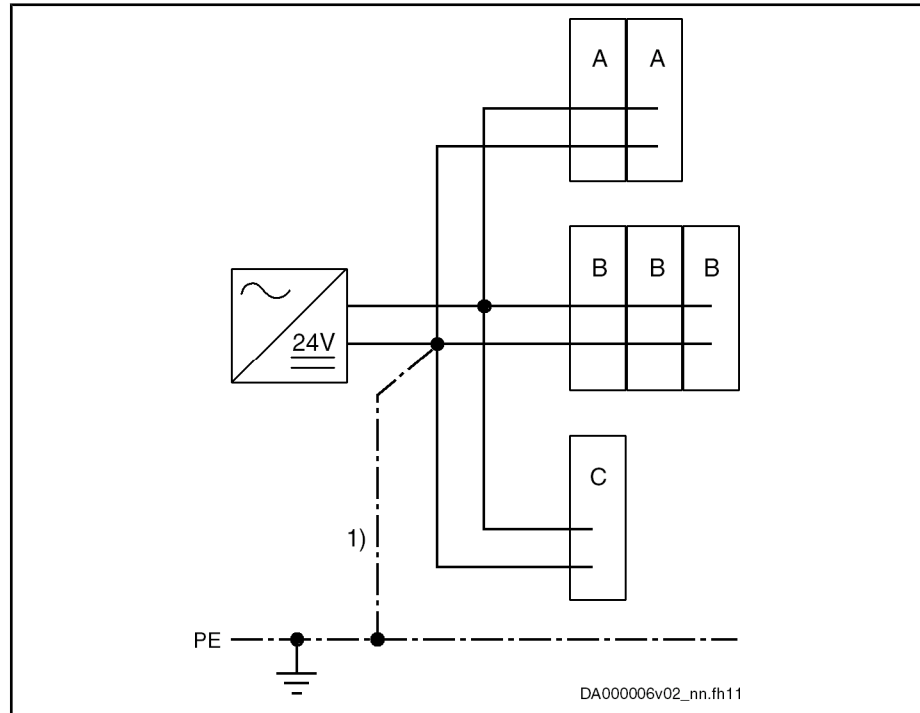 A A
B B B
24V
C
1)
PE
DA000006v02_nn.fh11